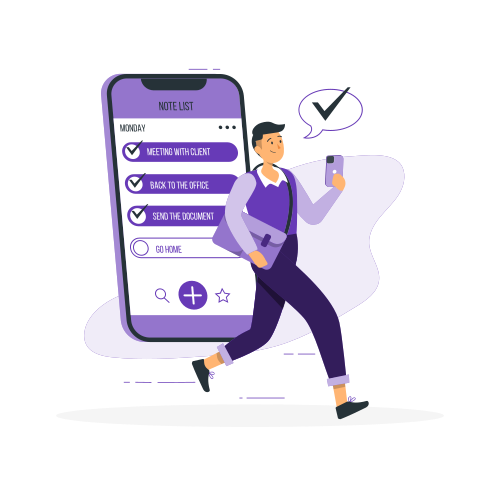 NOTE LIST
MONDAY
MEETING WITH CLIENT
BACK TO THE OFFICE
SEND THE DOCUMENT
GO HOME